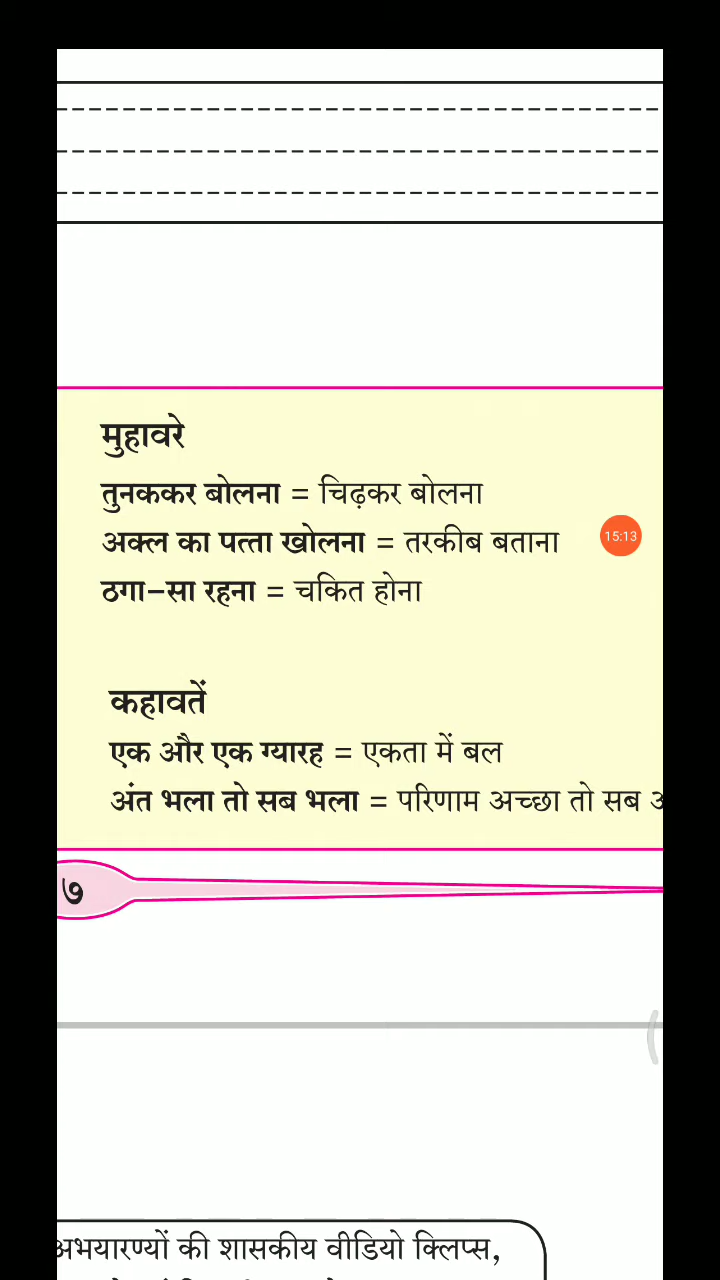 मुहावरे
तुनककर बोलना = चिढ़कर बोलना
अक्ल का पत्ता खोलना = तरकीब बताना
15:13
ठगा-सा रहना = चकित होना
कहावतें
एक और एक ग्यारह = एकता में बल
अंत भला तो सब भला = परिणाम अच्छा तो सब
७
अभयारण्यों की शासकीय वीडियो क्लिप्स,